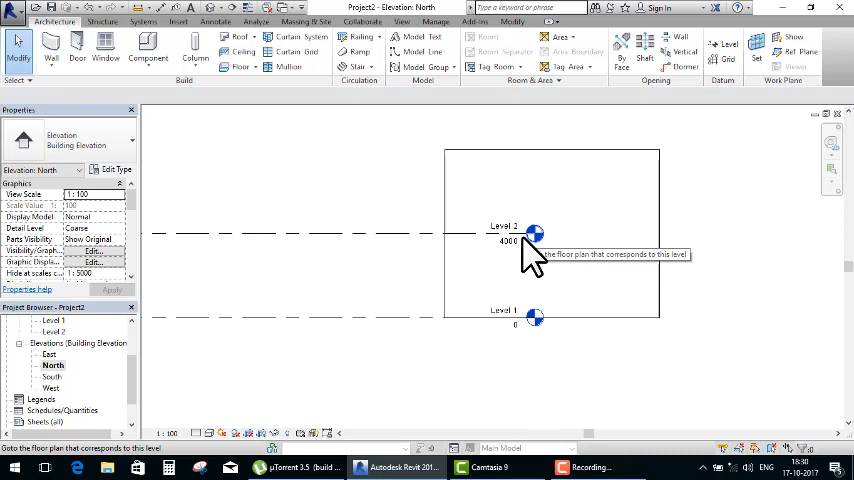 Project2 - Elevation: North
Type a keyword or phrase
Sign In
Architecture Structure Systems Insert Annotate Analyze Massing & Site Collaborate View Manage Add-Ins Modify
Modify
Wall
Door
Window
Component
Column
Roof
Ceiling
Floor
Curtain System
Curtain Grid
Mullion
Railing
Ramp
Stair
Model Text
Model Line
Model Group
Room
Room Separator
Tag Room
Area
Area Boundary
Tag Area
By Face
Shaft
Wall
Vertical
Dormer
Level
Grid
Set
Show
Ref Plane
Viewer
Select
Build
Circulation
Model
Room & Area
Opening
Datum
Work Plane
Properties
Elevation
Building Elevation
Elevation: North
Edit Type
Graphics
View Scale 1 : 100
Scale Value 1: 100
Display Model Normal
Detail Level Coarse
Parts Visibility Show Original
Visibility/Graph... Edit...
Graphic Displa... Edit...
Hide at scales c... 1 : 5000
Properties help
Apply
Project Browser - Project2
Level 1
Level 2
Elevations (Building Elevation
East
North
South
West
Legends
Schedules/Quantities
Sheets (all)
Level 2
4000
the floor plan that corresponds to this level
Level 1
0
1 : 100
Goto the floor plan that corresponds to this level
:0
Main Model
:0
µTorrent 3.5 (build ...
Autodesk Revit 201...
Camtasia 9
Recording...
ENG
18:30
17-10-2017
5